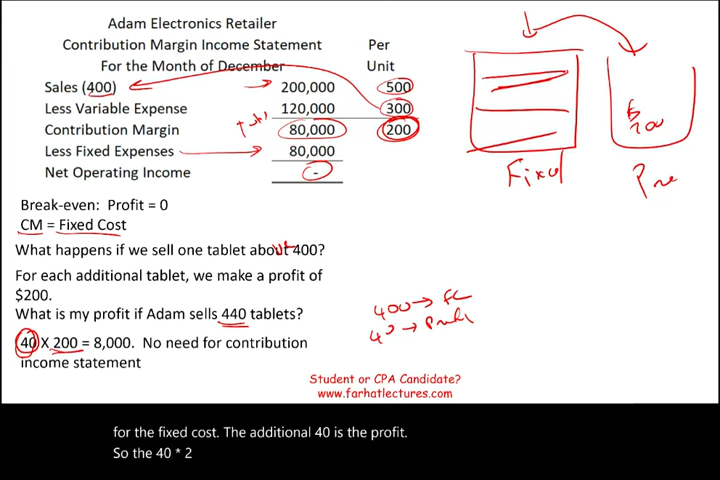 Adam Electronics Retailer
Contribution Margin Income Statement Per
For the Month of December Unit
Sales (400) 200,000 500
Less Variable Expense 120,000 300
Contribution Margin 80,000 200
Less Fixed Expenses 80,000
Net Operating Income -
Fixed
$200
Break-even: Profit = 0
CM = Fixed Cost
What happens if we sell one tablet about 400?
For each additional tablet, we make a profit of
$200.
What is my profit if Adam sells 440 tablets?
400 → FC
40 →
40 X 200 = 8,000. No need for contribution
income statement
Student or CPA Candidate?
www.farhatlectures.com
for the fixed cost. The additional 40 is the profit.
So the 40 * 2